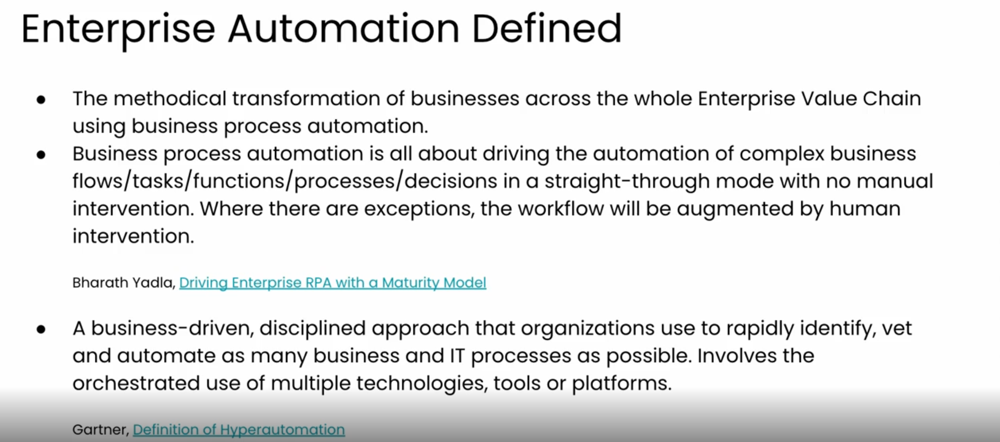 Enterprise Automation Defined
● The methodical transformation of businesses across the whole Enterprise Value Chain
using business process automation.
● Business process automation is all about driving the automation of complex business
flows/tasks/functions/processes/decisions in a straight-through mode with no manual
intervention. Where there are exceptions, the workflow will be augmented by human
intervention.
Bharath Yadla, Driving Enterprise RPA with a Maturity Model
● A business-driven, disciplined approach that organizations use to rapidly identify, vet
and automate as many business and IT processes as possible. Involves the
orchestrated use of multiple technologies, tools or platforms.
Gartner, Definition of Hyperautomation